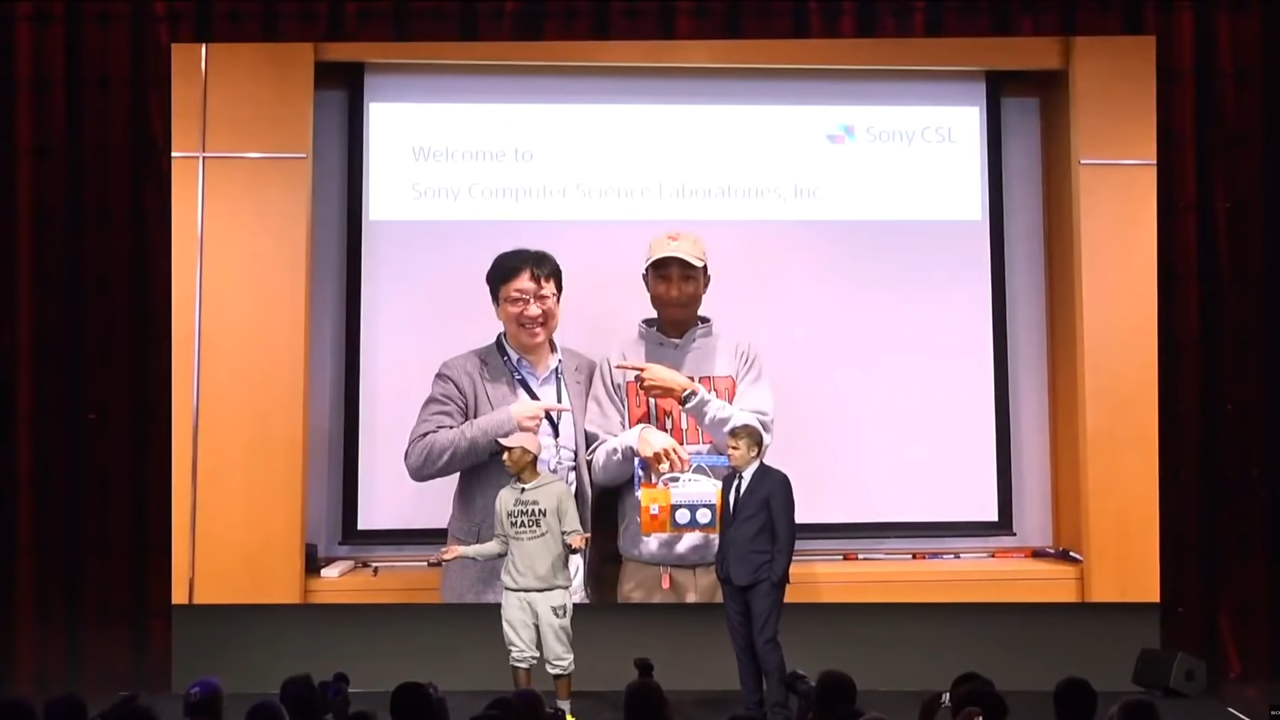 Sony CSL
Welcome to
Sony Computer Science Laboratories, Inc
HUMAN
MADE